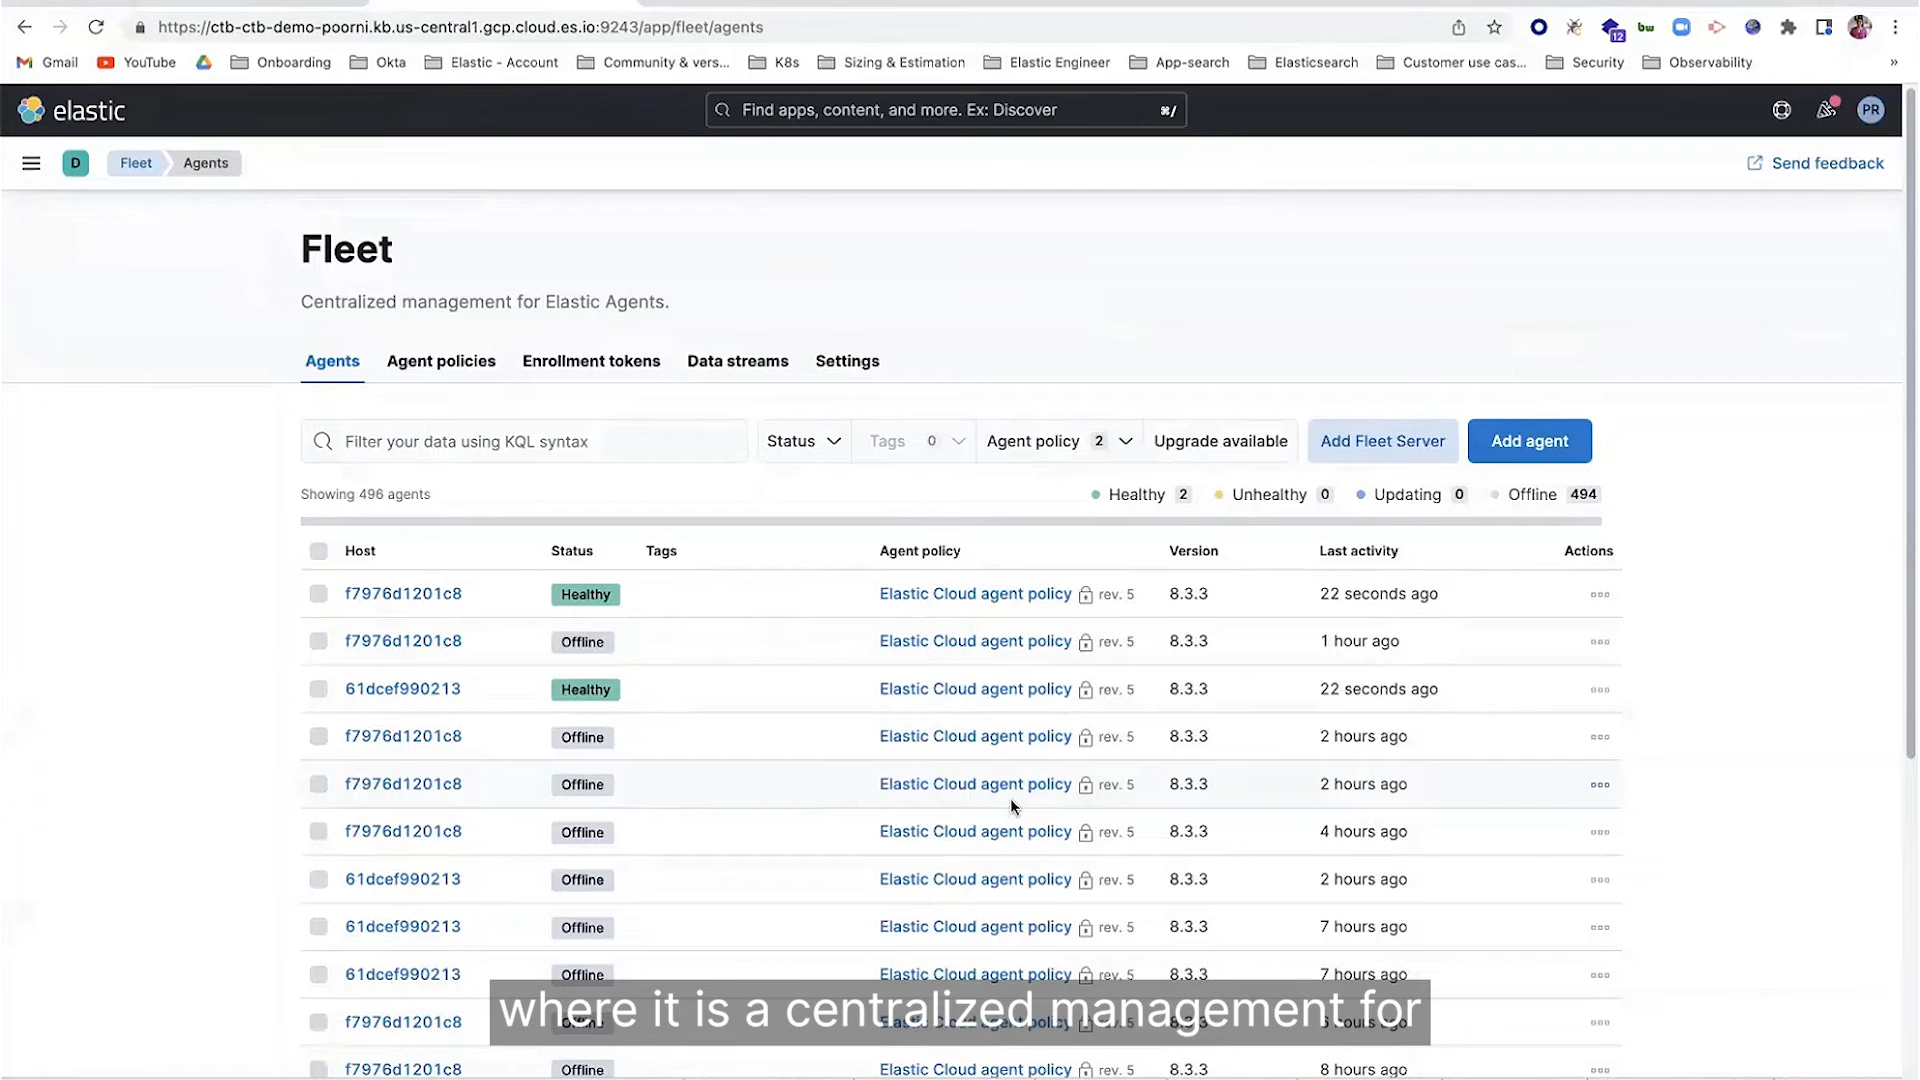 https://ctb-ctb-demo-poorni.kb.us-central1.gcp.cloud.es.io:9243/app/fleet/agents
12
bw
Gmail YouTube Onboarding Okta Elastic - Account Community & vers... K8s Sizing & Estimation Elastic Engineer App-search Elasticsearch Customer use cas... Security Observability »
elastic Find apps, content, and more. Ex: Discover ⌘/ PR
D Fleet Agents Send feedback
Fleet
Centralized management for Elastic Agents.
Agents Agent policies Enrollment tokens Data streams Settings
Filter your data using KQL syntax Status Tags 0 Agent policy 2 Upgrade available Add Fleet Server Add agent
Showing 496 agents Healthy 2 Unhealthy 0 Updating 0 Offline 494
Host Status Tags Agent policy Version Last activity Actions
f7976d1201c8 Healthy Elastic Cloud agent policy rev. 5 8.3.3 22 seconds ago
f7976d1201c8 Offline Elastic Cloud agent policy rev. 5 8.3.3 1 hour ago
61dcef990213 Healthy Elastic Cloud agent policy rev. 5 8.3.3 22 seconds ago
f7976d1201c8 Offline Elastic Cloud agent policy rev. 5 8.3.3 2 hours ago
f7976d1201c8 Offline Elastic Cloud agent policy rev. 5 8.3.3 2 hours ago
f7976d1201c8 Offline Elastic Cloud agent policy rev. 5 8.3.3 4 hours ago
61dcef990213 Offline Elastic Cloud agent policy rev. 5 8.3.3 2 hours ago
61dcef990213 Offline Elastic Cloud agent policy rev. 5 8.3.3 7 hours ago
61dcef990213 Offline Elastic Cloud agent policy rev. 5 8.3.3 7 hours ago
f7976d1201c8 hours ago
where it is a centralized management for
f7976d1201c8 Offline Elastic Cloud agent policy rev. 5 8.3.3 8 hours ago